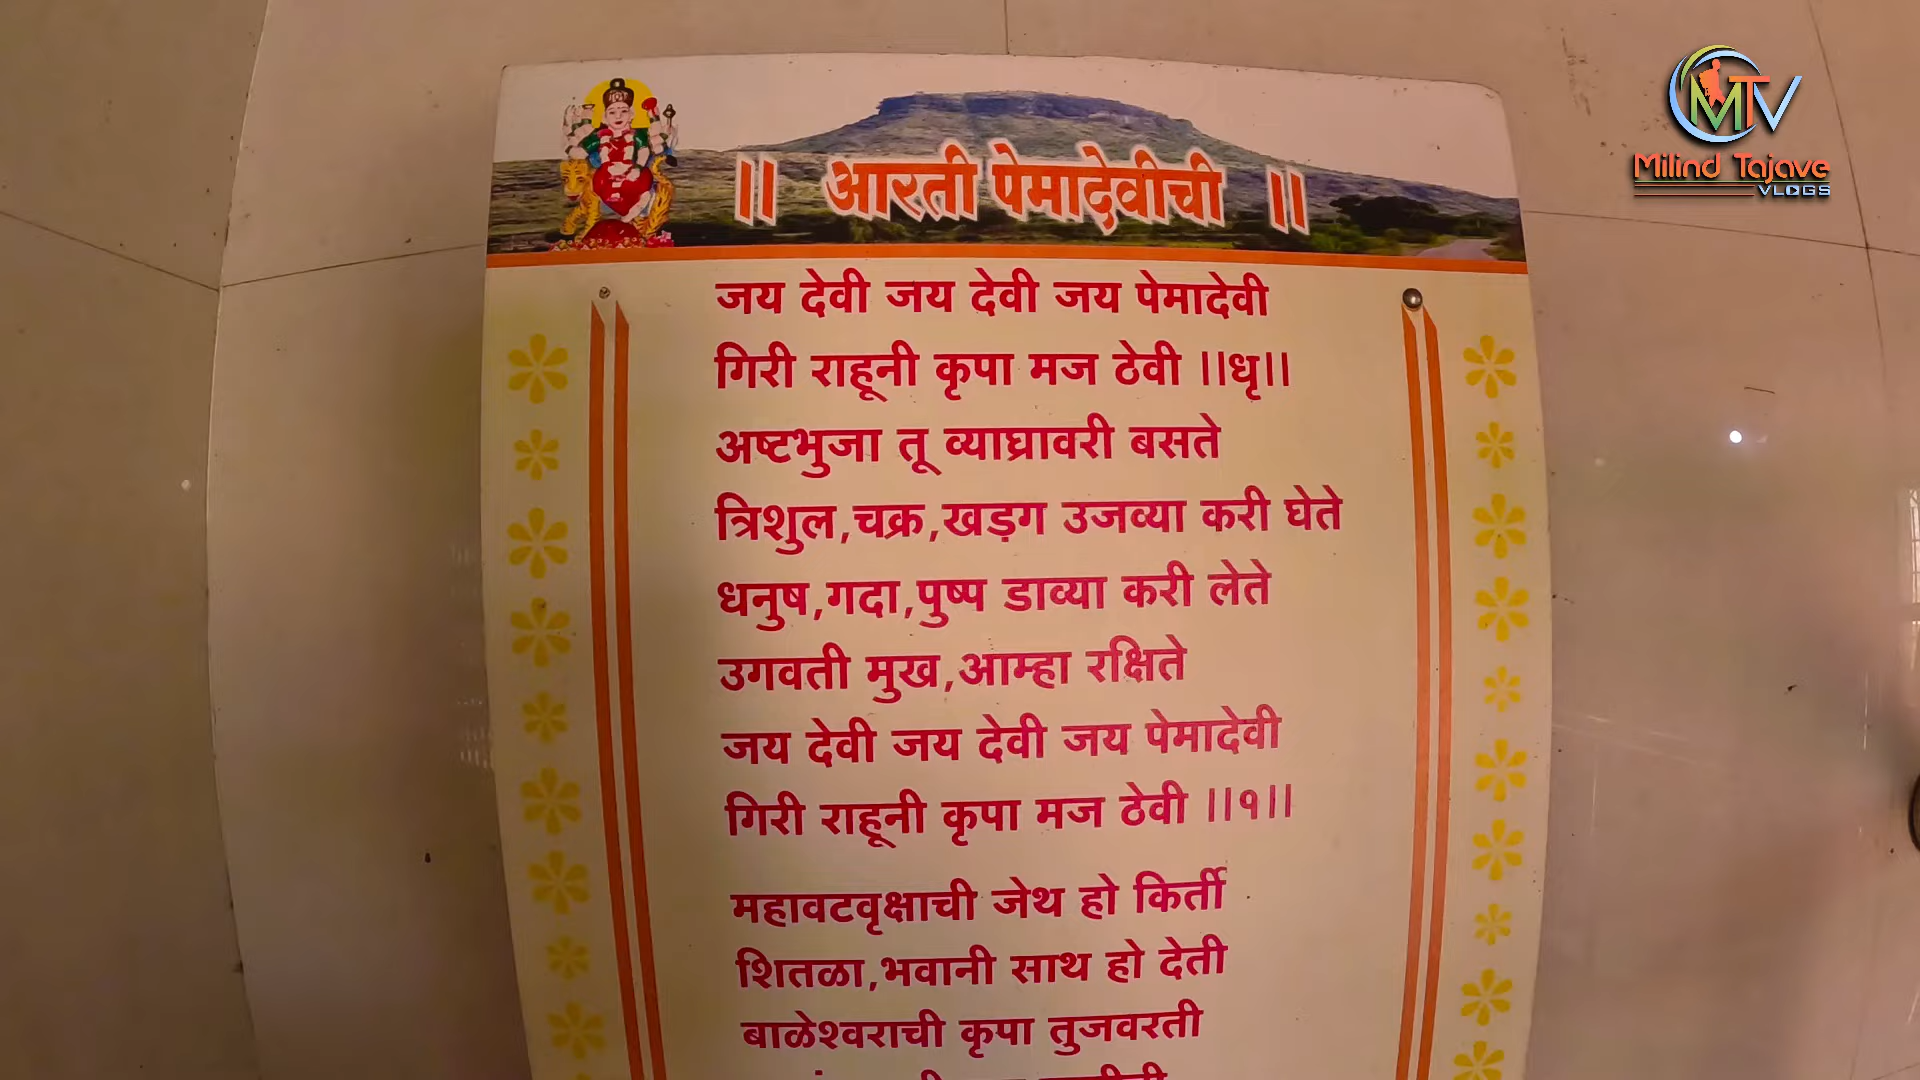 ।। आरती पेमादेवीची ।।
जय देवी जय देवी जय पेमादेवी
गिरी राहूनी कृपा मज ठेवी ।।धृ।।
अष्टभुजा तू व्याघ्रावरी बसते
त्रिशुल,चक्र,खड़ग उजव्या करी घेते
धनुष,गदा,पुष्प डाव्या करी लेते
उगवती मुख,आम्हा रक्षिते
जय देवी जय देवी जय पेमादेवी
गिरी राहूनी कृपा मज ठेवी ।।१।।
महावटवृक्षाची जेथ हो किर्ती
शितळा,भवानी साथ हो देती
बाळेश्वराची कृपा तुजवरती
MTV
Milind Tajave
VLOGS